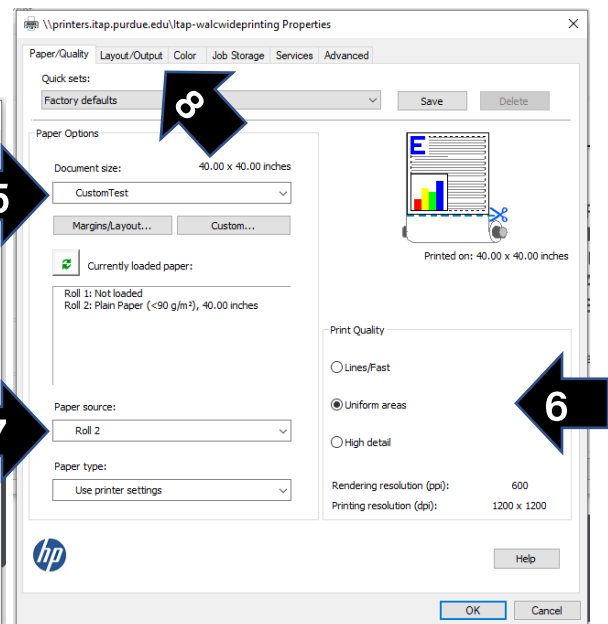 \\printers.itap.purdue.edu\ltap-walcwideprinting Properties
Paper/Quality Layout/Output Color Job Storage Services Advanced
Quick sets:
8
Factory defaults
Save
Delete
Paper Options
Document size:
40.00 x 40.00 inches
5
CustomTest
Margins/Layout...
Custom...
E
Currently loaded paper:
Printed on: 40.00 x 40.00 inches
Roll 1: Not loaded
Roll 2: Plain Paper (<90 g/m²), 40.00 inches
Print Quality
Lines/Fast
Uniform areas
6
High detail
Paper source:
7
Roll 2
Paper type:
Use printer settings
Rendering resolution (ppi): 600
Printing resolution (dpi): 1200 x 1200
hp
Help
OK
Cancel